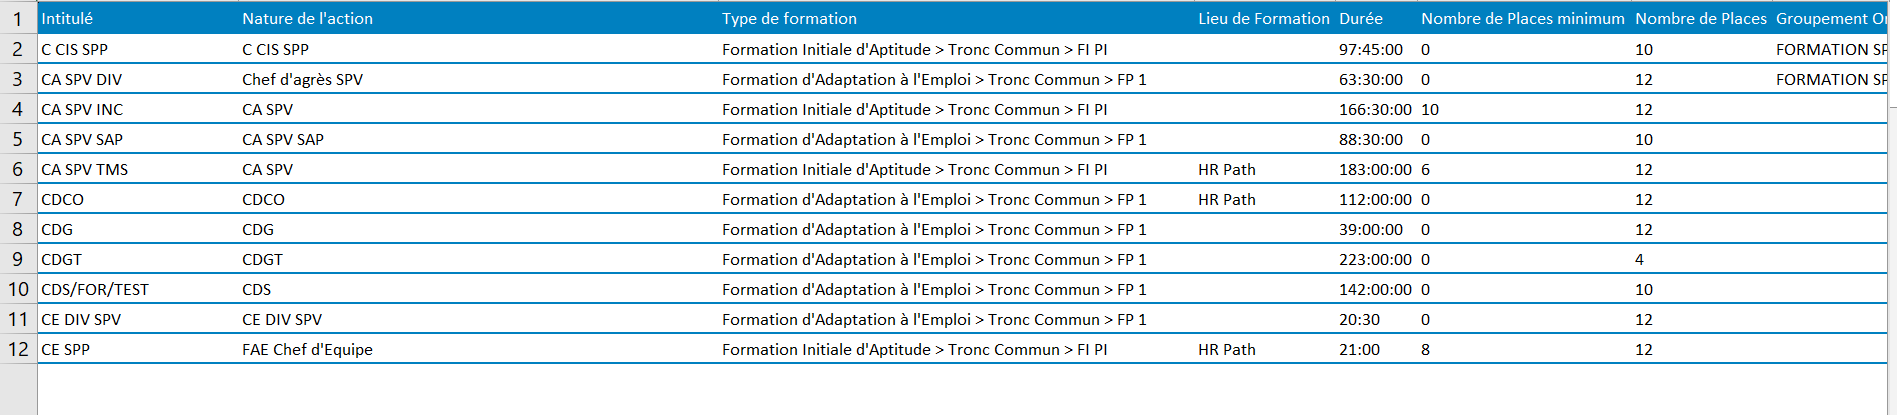 1 Intitulé Nature de l'action Type de formation Lieu de Formation Durée Nombre de Places minimum Nombre de Places Groupement Or
2 C CIS SPP C CIS SPP Formation Initiale d'Aptitude > Tronc Commun > FI PI 97:45:00 0 10 FORMATION SP
3 CA SPV DIV Chef d'agrès SPV Formation d'Adaptation à l'Emploi > Tronc Commun > FP 1 63:30:00 0 12 FORMATION SP
4 CA SPV INC CA SPV Formation Initiale d'Aptitude > Tronc Commun > FI PI 166:30:00 10 12
5 CA SPV SAP CA SPV SAP Formation d'Adaptation à l'Emploi > Tronc Commun > FP 1 88:30:00 0 10
6 CA SPV TMS CA SPV Formation Initiale d'Aptitude > Tronc Commun > FI PI HR Path 183:00:00 6 12
7 CDCO CDCO Formation d'Adaptation à l'Emploi > Tronc Commun > FP 1 HR Path 112:00:00 0 12
8 CDG CDG Formation d'Adaptation à l'Emploi > Tronc Commun > FP 1 39:00:00 0 12
9 CDGT CDGT Formation d'Adaptation à l'Emploi > Tronc Commun > FP 1 223:00:00 0 4
10 CDS/FOR/TEST CDS Formation d'Adaptation à l'Emploi > Tronc Commun > FP 1 142:00:00 0 10
11 CE DIV SPV CE DIV SPV Formation d'Adaptation à l'Emploi > Tronc Commun > FP 1 20:30 0 12
12 CE SPP FAE Chef d'Equipe Formation Initiale d'Aptitude > Tronc Commun > FI PI HR Path 21:00 8 12